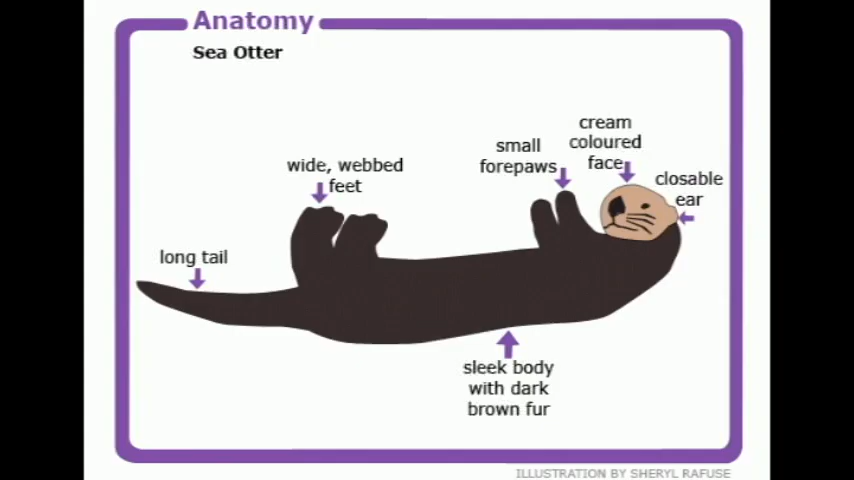 Anatomy
Sea Otter
cream
coloured
face
small
forepaws
closable
ear
wide, webbed
feet
long tail
sleek body
with dark
brown fur
ILLUSTRATION BY SHERYL RAFUSE